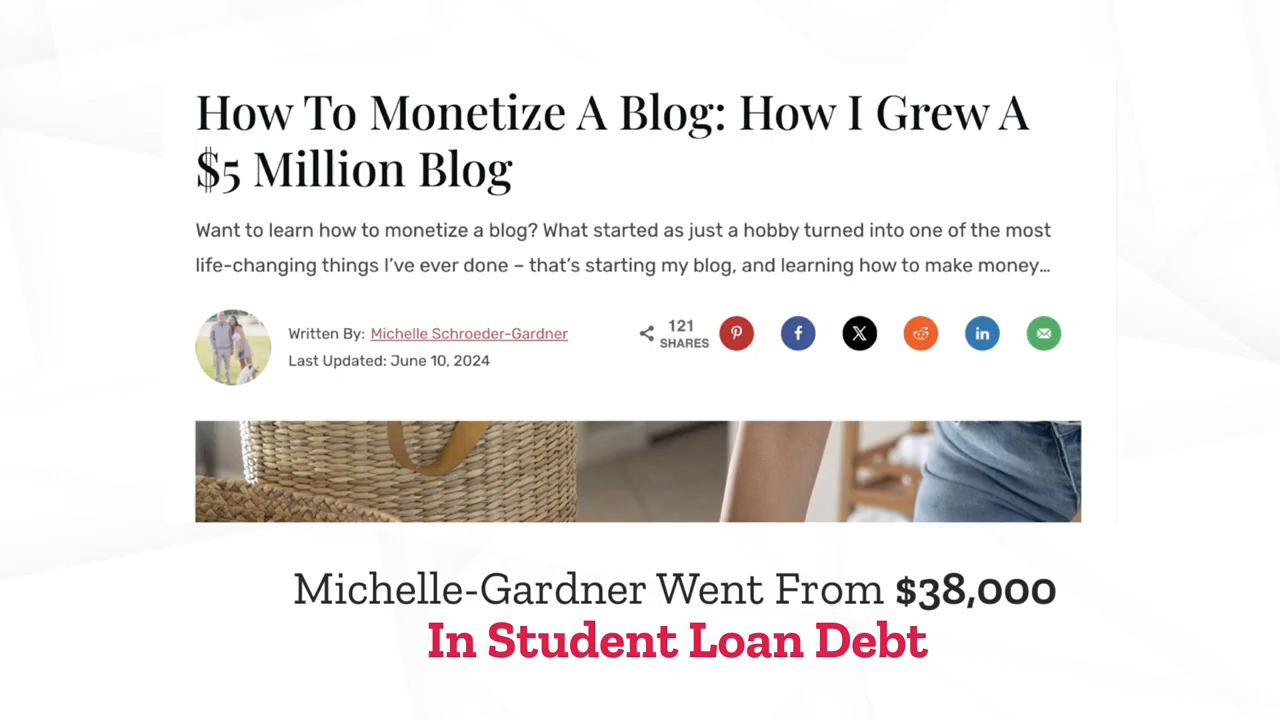 How To Monetize A Blog: How I Grew A
$5 Million Blog
Want to learn how to monetize a blog? What started as just a hobby turned into one of the most
life-changing things I've ever done – that's starting my blog, and learning how to make money…
Written By: Michelle Schroeder-Gardner
Last Updated: June 10, 2024
121
SHARES
Michelle-Gardner Went From $38,000
In Student Loan Debt